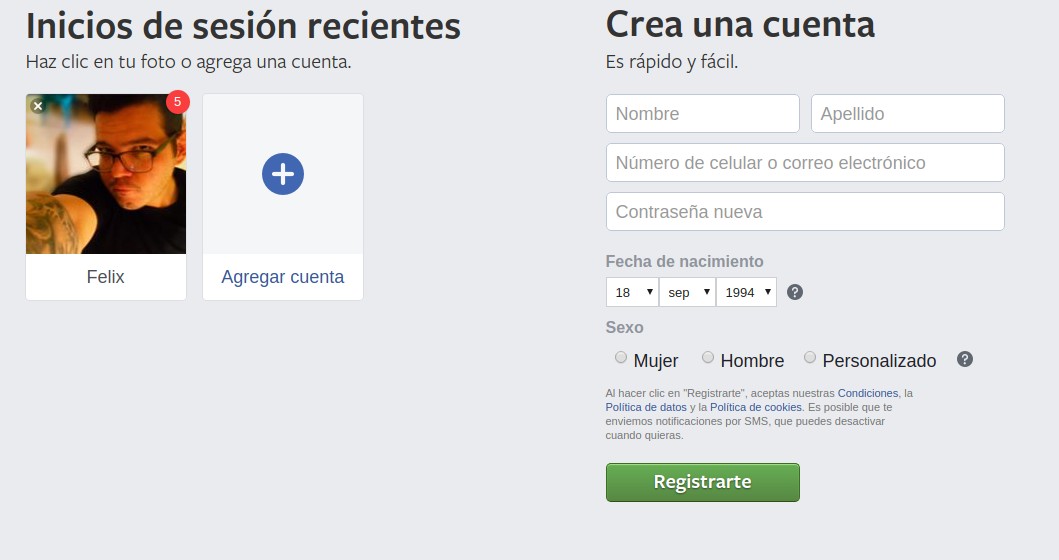 Inicios de sesión recientes
Haz clic en tu foto o agrega una cuenta.
5
Felix
Agregar cuenta
Crea una cuenta
Es rápido y fácil.
Nombre Apellido
Número de celular o correo electrónico
Contraseña nueva
Fecha de nacimiento
18 sep 1994 ?
Sexo
Mujer Hombre Personalizado ?
Al hacer clic en "Registrarte", aceptas nuestras Condiciones, la
Política de datos y la Política de cookies. Es posible que te
enviemos notificaciones por SMS, que puedes desactivar
cuando quieras.
Registrarte